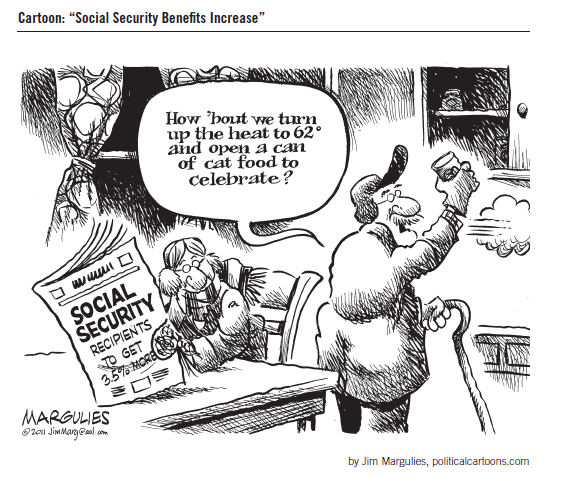 Cartoon: “Social Security Benefits Increase”
How ’bout we turn
up the heat to 62°
and open a can
of cat food to
celebrate?
SOCIAL
SECURITY
RECIPIENTS
TO GET
3.5% MORE
MARGULIES
©2011 JimMarg@aol.com
by Jim Margulies, politicalcartoons.com